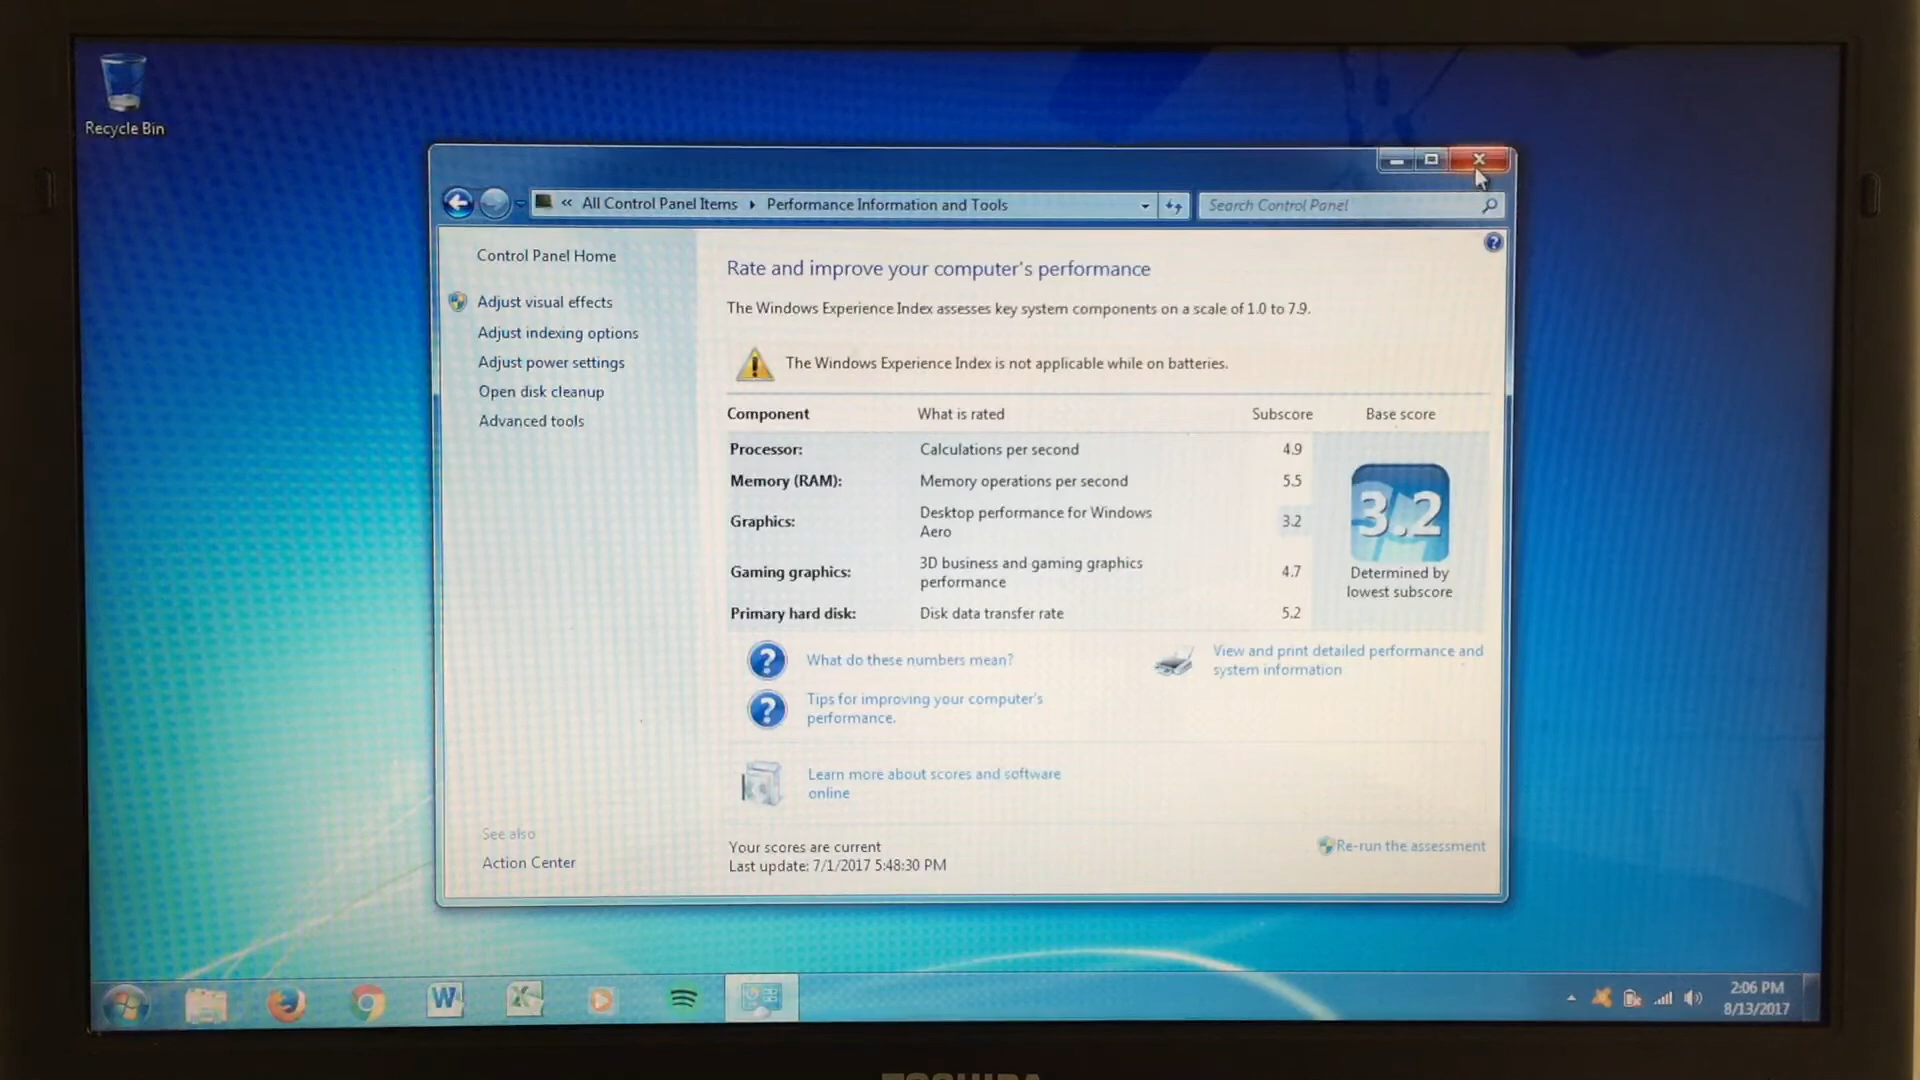 Recycle Bin
« All Control Panel Items Performance Information and Tools
Search Control Panel
Control Panel Home
Adjust visual effects
Adjust indexing options
Adjust power settings
Open disk cleanup
Advanced tools
See also
Action Center
Rate and improve your computer's performance
The Windows Experience Index assesses key system components on a scale of 1.0 to 7.9.
The Windows Experience Index is not applicable while on batteries.
Component What is rated Subscore Base score
Processor: Calculations per second 4.9
Memory (RAM): Memory operations per second 5.5
Graphics: Desktop performance for Windows
Aero 3.2
Gaming graphics: 3D business and gaming graphics
performance 4.7
Primary hard disk: Disk data transfer rate 5.2
3.2
Determined by
lowest subscore
What do these numbers mean?
Tips for improving your computer's
performance.
View and print detailed performance and
system information
Learn more about scores and software
online
Your scores are current
Last update: 7/1/2017 5:48:30 PM
Re-run the assessment
2:06 PM
8/13/2017
TOSHIBA